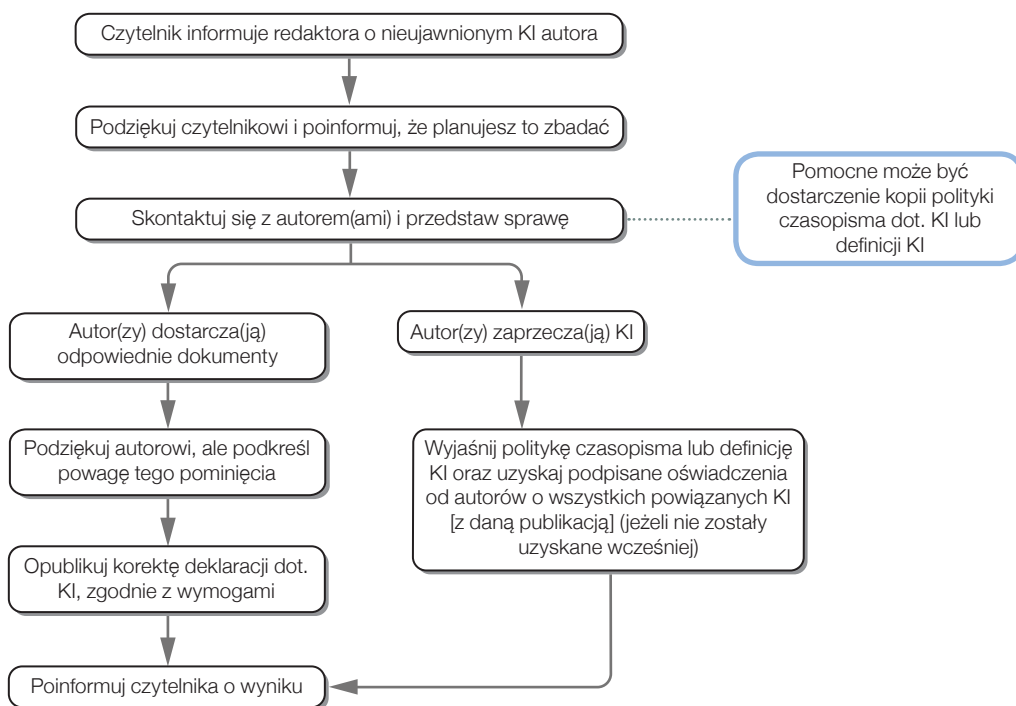 Czytelnik informuje redaktora o nieujawnionym KI autora
Podziękuj czytelnikowi i poinformuj, że planujesz to zbadać
Skontaktuj się z autorem(ami) i przedstaw sprawę
Pomocne może być
dostarczenie kopii polityki
czasopisma dot. KI lub
definicji KI
Autor(zy) dostarcza(ją)
odpowiednie dokumenty
Podziękuj autorowi, ale podkreśl
powagę tego pominięcia
Opublikuj korektę deklaracji dot.
KI, zgodnie z wymogami
Autor(zy) zaprzecza(ją) KI
Wyjaśnij politykę czasopisma lub definicję
KI oraz uzyskaj podpisane oświadczenia
od autorów o wszystkich powiązanych KI
[z daną publikacją] (jeżeli nie zostały
uzyskane wcześniej)
Poinformuj czytelnika o wyniku